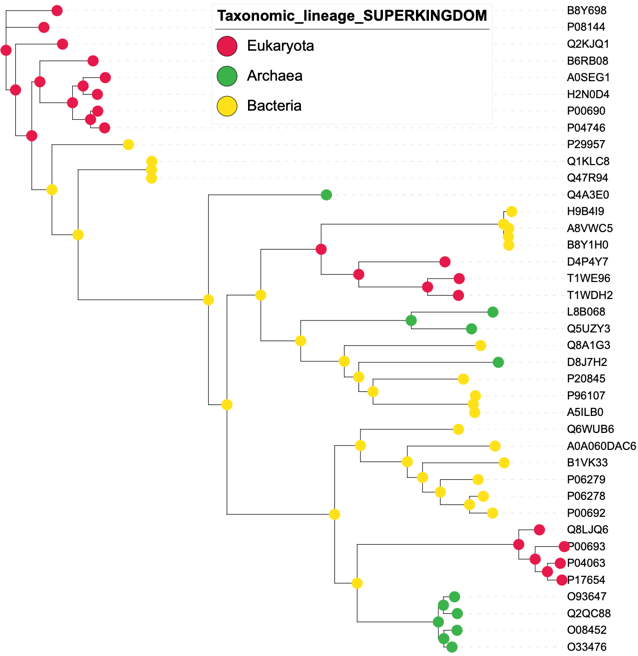 Taxonomic_lineage_SUPERKINGDOM
Eukaryota
Archaea
Bacteria
B8Y698
P08144
Q2KJQ1
B6RB08
A0SEG1
H2N0D4
P00690
P04746
P29957
Q1KLC8
Q47R94
Q4A3E0
H9B4I9
A8VWC5
B8Y1H0
D4P4Y7
T1WE96
T1WDH2
L8B068
Q5UZY3
Q8A1G3
D8J7H2
P20845
P96107
A5ILB0
Q6WUB6
A0A060DAC6
B1VK33
P06279
P06278
P00692
Q8LJQ6
P00693
P04063
P17654
O93647
Q2QC88
O08452
O33476